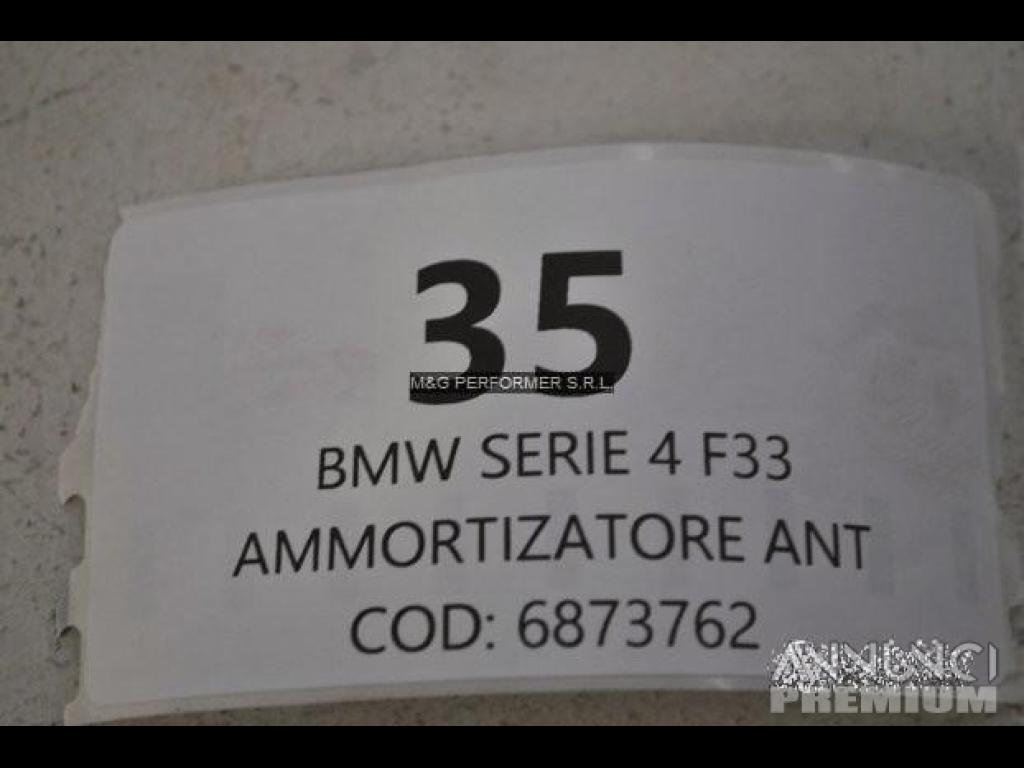 35
M&G PERFORMER S.R.L.
BMW SERIE 4 F33
AMMORTIZATORE ANT
COD: 6873762
ANNUNCI
PREMIUM